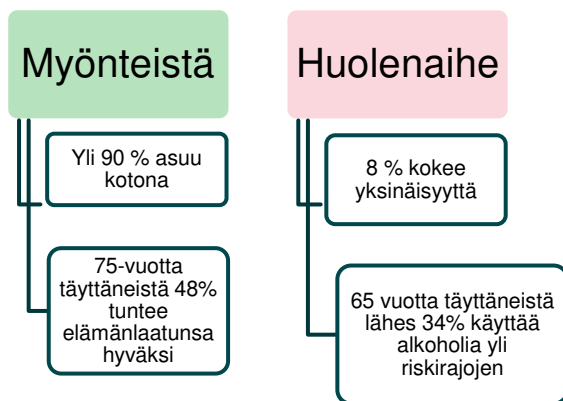 Myönteistä
Yli 90 % asuu
kotona
75-vuotta
täyttäneistä 48%
tuntee
elämänlaatunsa
hyväksi
Huolenaihe
8 % kokee
yksinäisyyttä
65 vuotta täyttäneistä
lähes 34% käyttää
alkoholia yli
riskirajojen